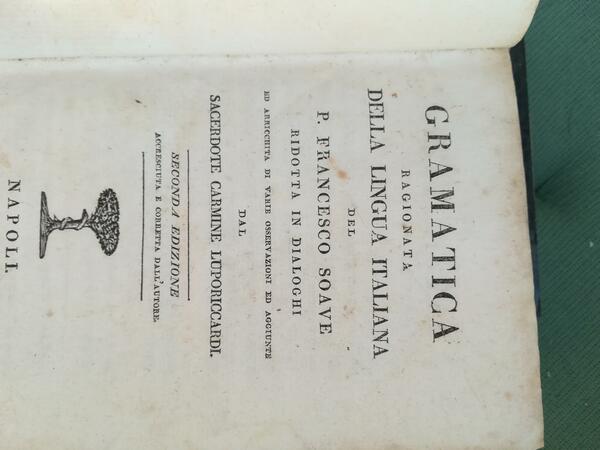 GRAMATICA
RAGIONATA
DELLA LINGUA ITALIANA
DEL
P. FRANCESCO SOAVE
RIDOTTA IN DIALOGHI
ED ARRICCHITA DI VARIE OSSERVAZIONI ED AGGIUNTE
DAL
SACERDOTE CARMINE LUPORICCARDI.
SECONDA EDIZIONE
ACCRESCIUTA E CORRETTA DALL'AUTORE.
NAPOLI.